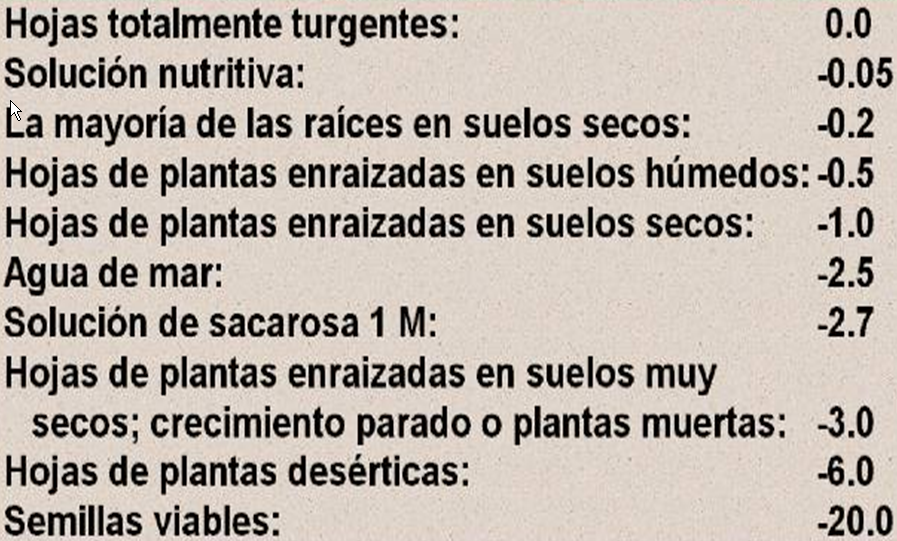 Hojas totalmente turgentes: 0.0
Solución nutritiva: -0.05
La mayoría de las raíces en suelos secos: -0.2
Hojas de plantas enraizadas en suelos húmedos: -0.5
Hojas de plantas enraizadas en suelos secos: -1.0
Agua de mar: -2.5
Solución de sacarosa 1 M: -2.7
Hojas de plantas enraizadas en suelos muy
secos; crecimiento parado o plantas muertas: -3.0
Hojas de plantas desérticas: -6.0
Semillas viables: -20.0